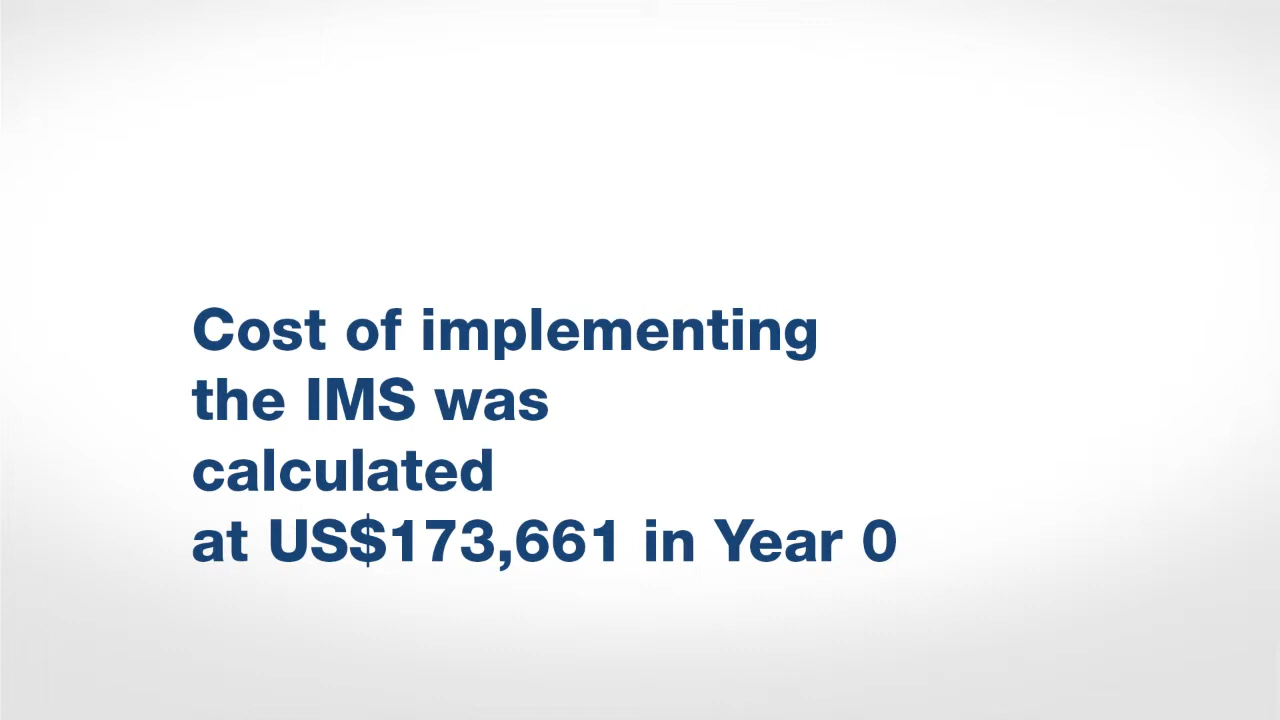 Cost of implementing
the IMS was
calculated
at US$173,661 in Year 0